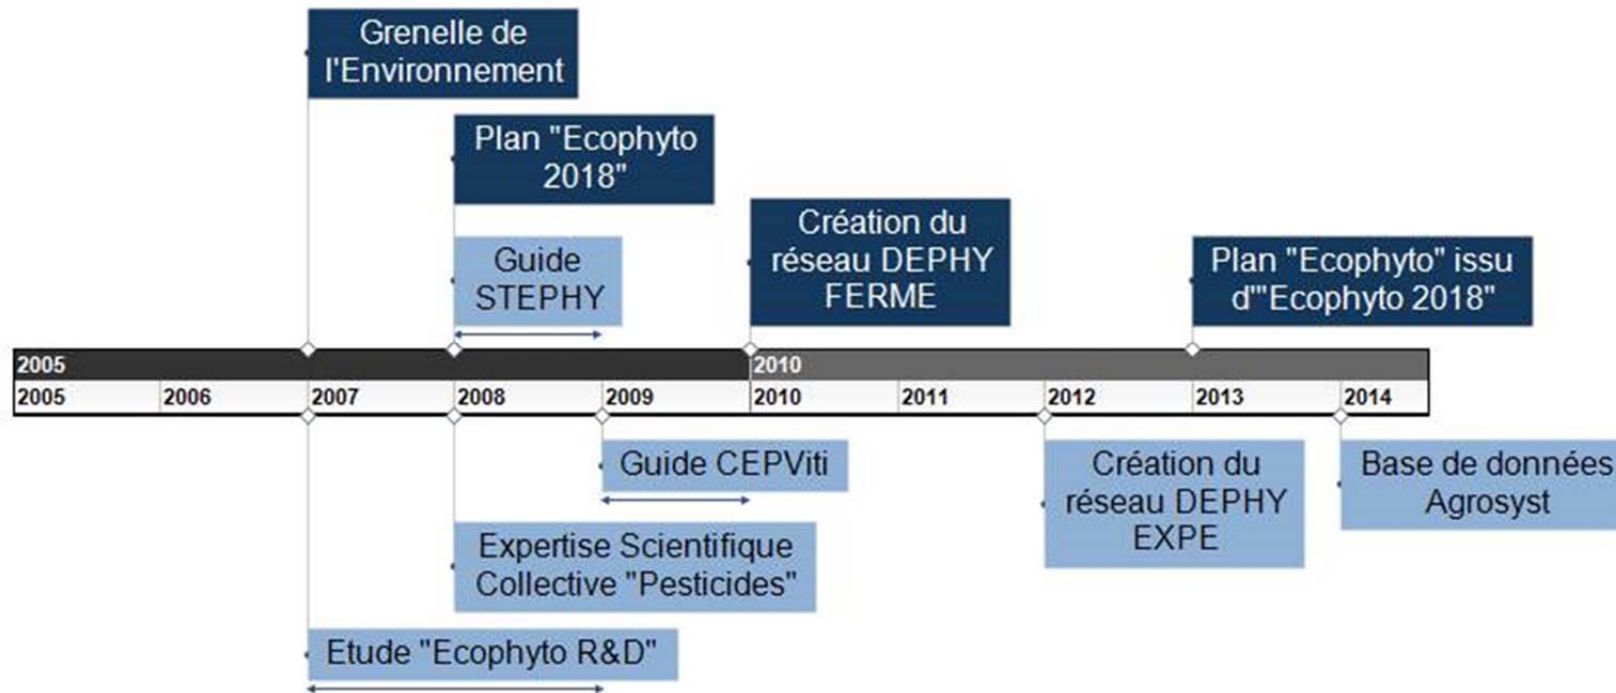 Grenelle de
l'Environnement
Plan "Ecophyto
2018"
Guide
STEPHY
Création du
réseau DEPHY
FERME
Plan "Ecophyto" issu
d'"Ecophyto 2018"
2005 2010
2005 2006 2007 2008 2009 2010 2011 2012 2013 2014
Guide CEPViti
Expertise Scientifique
Collective "Pesticides"
Etude "Ecophyto R&D"
Création du
réseau DEPHY
EXPE
Base de données
Agrosyst